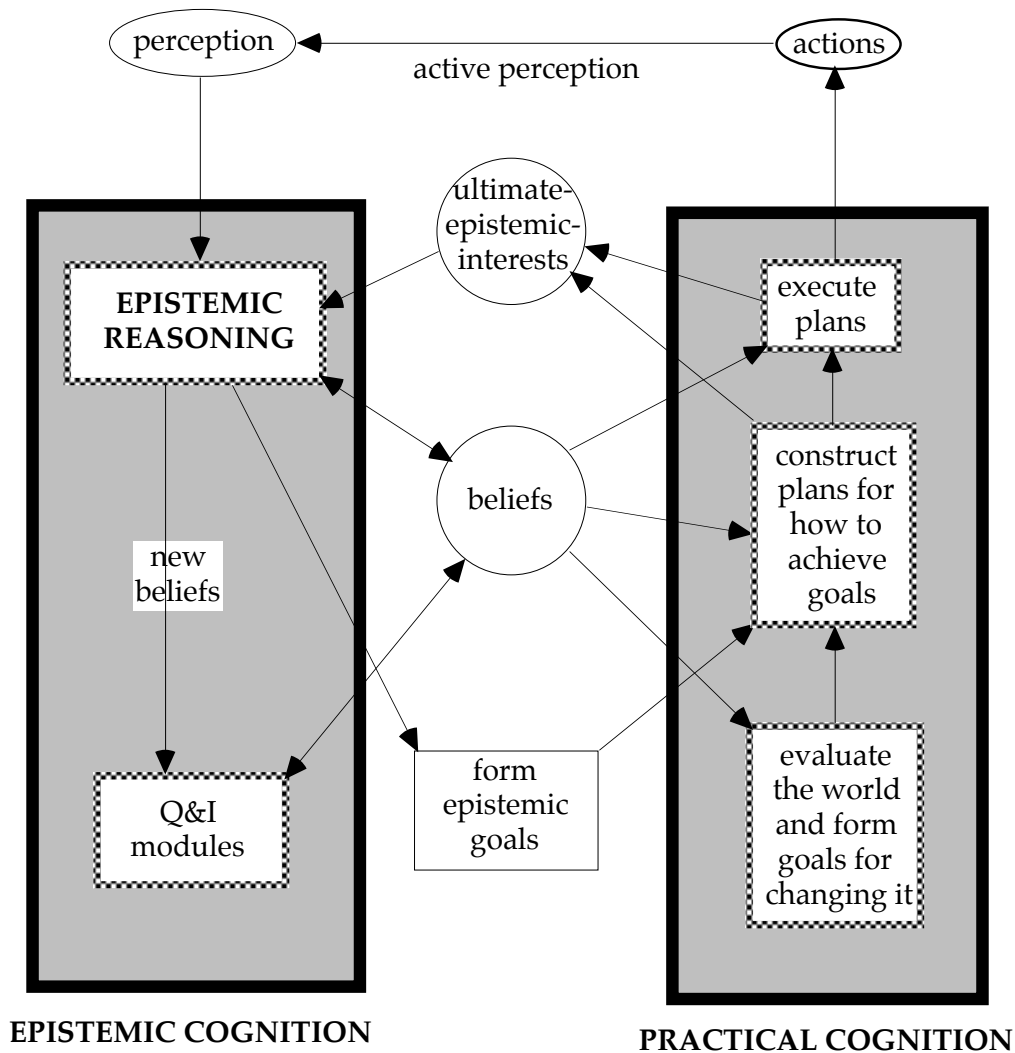 perception
actions
active perception
ultimate-
epistemic-
interests
EPISTEMIC
REASONING
execute
plans
beliefs
construct
plans for
how to
achieve
goals
new
beliefs
form
epistemic
goals
evaluate
the world
and form
goals for
changing it
Q&I
modules
EPISTEMIC COGNITION
PRACTICAL COGNITION